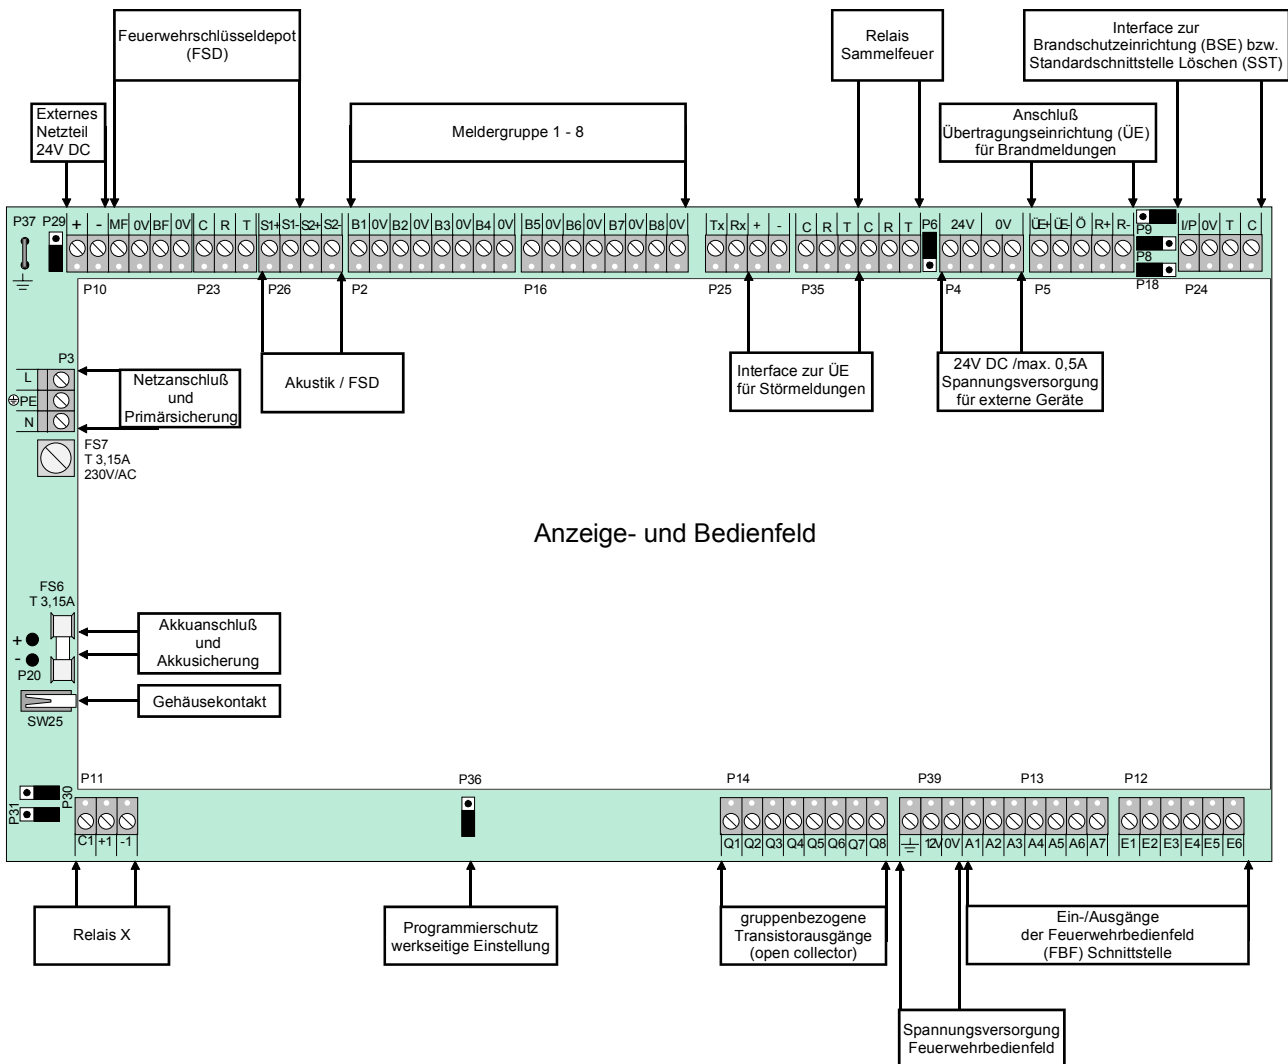 Feuerwehrschlüsseldepot
(FSD)
Relais
Sammelfeuer
Interface zur
Brandschutzeinrichtung (BSE) bzw.
Standardschnittstelle Löschen (SST)
Externes
Netzteil
24V DC
Meldergruppe 1 - 8
Anschluß
Übertragungseinrichtung (ÜE)
für Brandmeldungen
P37 P29 + - MF 0V BF 0V C R T S1+ S1- S2+ S2- B1 0V B2 0V B3 0V B4 0V B5 0V B6 0V B7 0V B8 0V Tx Rx + - C R T C R T P6 24V 0V ÜE+ ÜE- Ö R+ R- P9 I/P 0V T C
P8
P10 P23 P26 P2 P16 P25 P35 P4 P5 P18 P24
P3
L
PE
N
Netzanschluß
und
Primärsicherung
Akustik / FSD
Interface zur ÜE
für Störmeldungen
24V DC /max. 0,5A
Spannungsversorgung
für externe Geräte
FS7
T 3,15A
230V/AC
Anzeige- und Bedienfeld
FS6
T 3,15A
+
-
P20
Akkuanschluß
und
Akkusicherung
Gehäusekontakt
SW25
P11 P36 P14 P39 P13 P12
P30
P31
C1 +1 -1 Q1 Q2 Q3 Q4 Q5 Q6 Q7 Q8 12V 0V A1 A2 A3 A4 A5 A6 A7 E1 E2 E3 E4 E5 E6
Relais X
Programmierschutz
werkseitige Einstellung
gruppenbezogene
Transistorausgänge
(open collector)
Ein-/Ausgänge
der Feuerwehrbedienfeld
(FBF) Schnittstelle
Spannungsversorgung
Feuerwehrbedienfeld